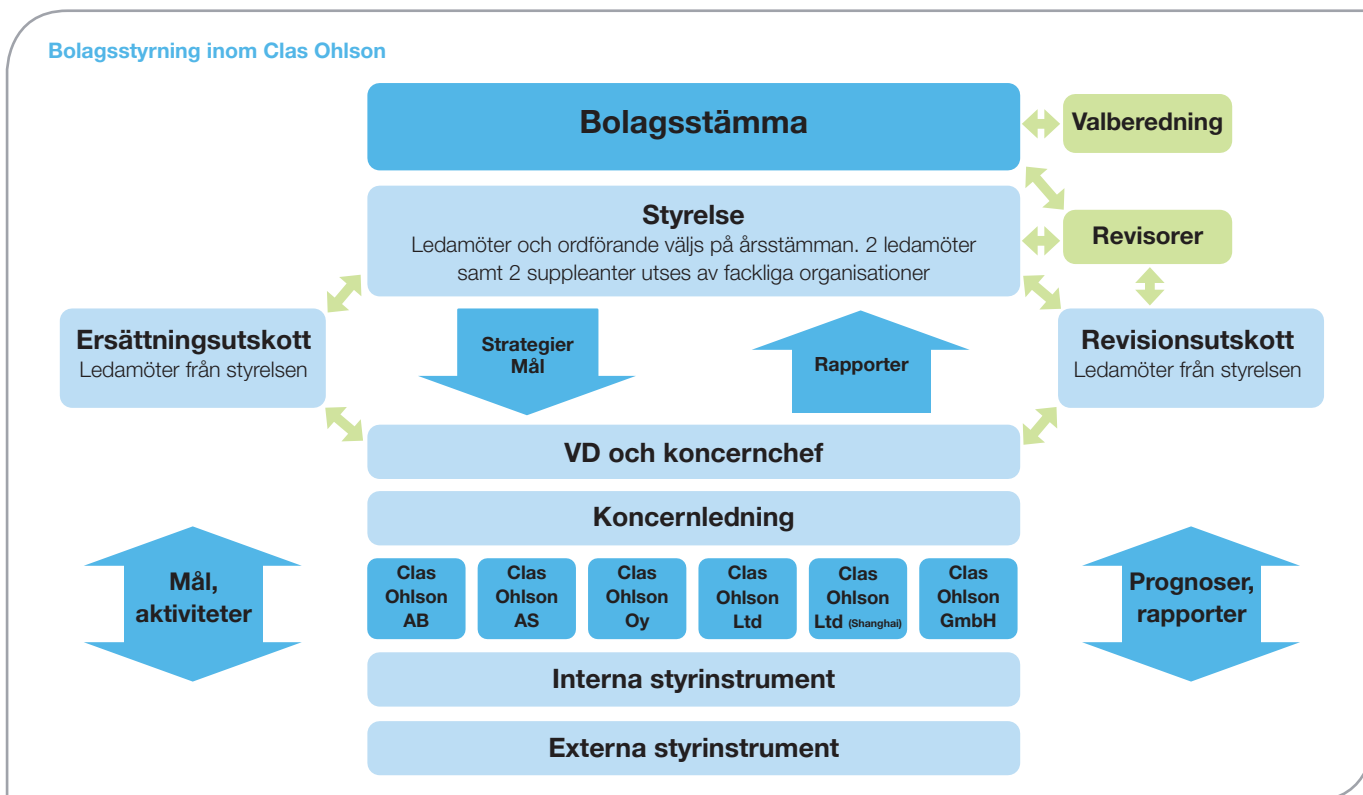 Bolagsstyrning inom Clas Ohlson
Bolagsstämma
Valberedning
Styrelse
Ledamöter och ordförande väljs på årsstämman. 2 ledamöter
samt 2 suppleanter utses av fackliga organisationer
Revisorer
Ersättningsutskott
Ledamöter från styrelsen
Strategier
Mål
Rapporter
Revisionsutskott
Ledamöter från styrelsen
VD och koncernchef
Koncernledning
Mål,
aktiviteter
Clas
Ohlson
AB
Clas
Ohlson
AS
Clas
Ohlson
Oy
Clas
Ohlson
Ltd
Clas
Ohlson
Ltd (Shanghai)
Clas
Ohlson
GmbH
Prognoser,
rapporter
Interna styrinstrument
Externa styrinstrument